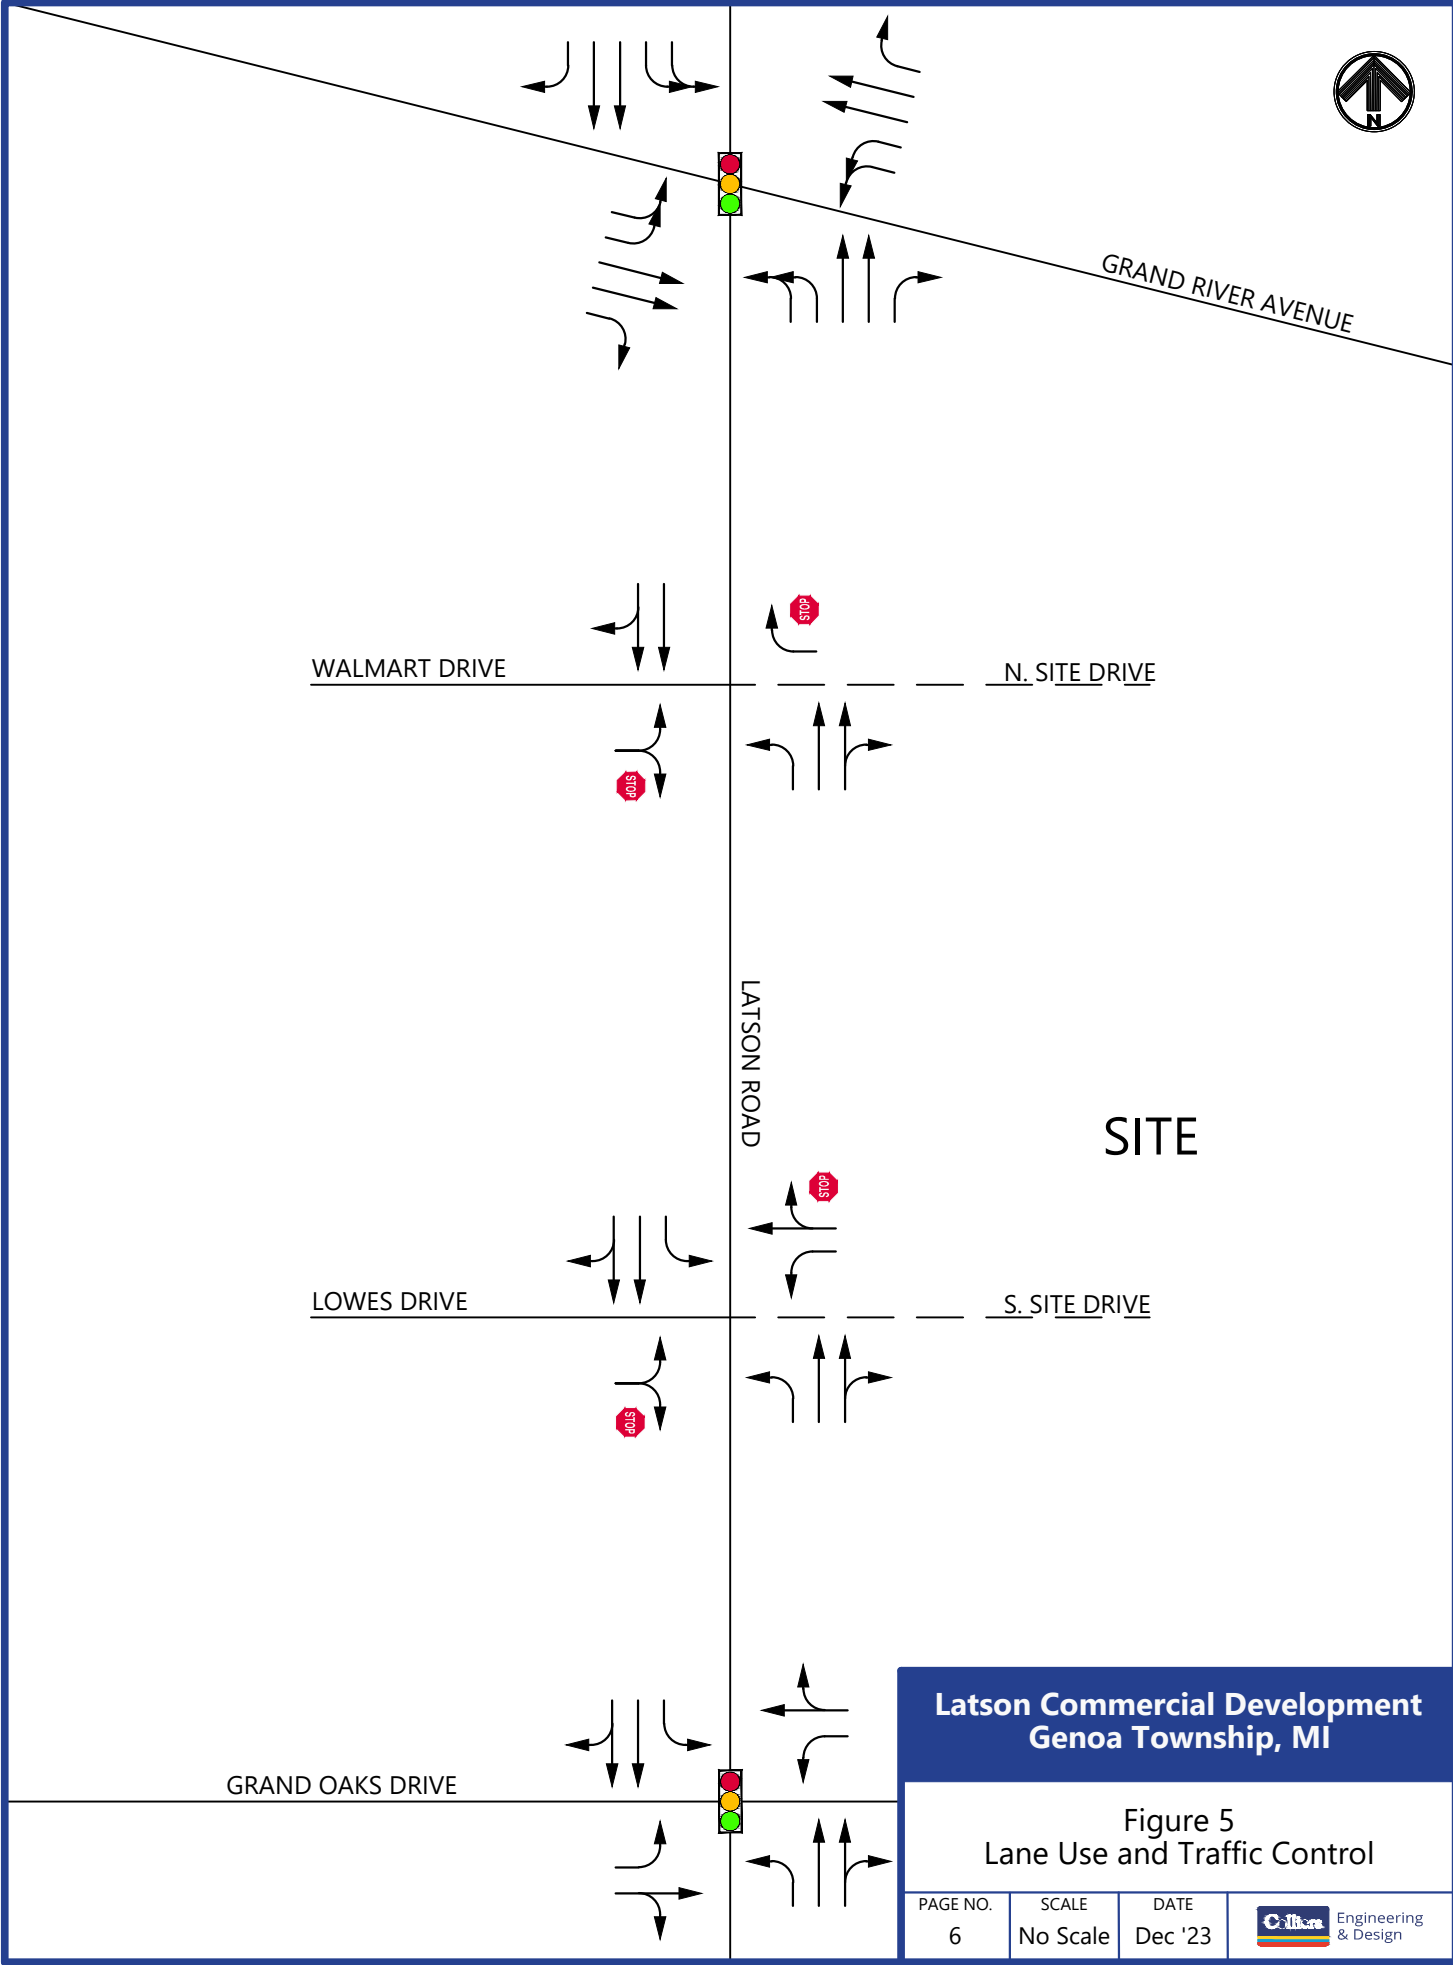 N
GRAND RIVER AVENUE
STOP
WALMART DRIVE
N. SITE DRIVE
STOP
LATSON ROAD
SITE
STOP
LOWES DRIVE
S. SITE DRIVE
STOP
GRAND OAKS DRIVE
Latson Commercial Development
Genoa Township, MI
Figure 5
Lane Use and Traffic Control
PAGE NO.
6
SCALE
No Scale
DATE
Dec '23
Colliers
Engineering
& Design